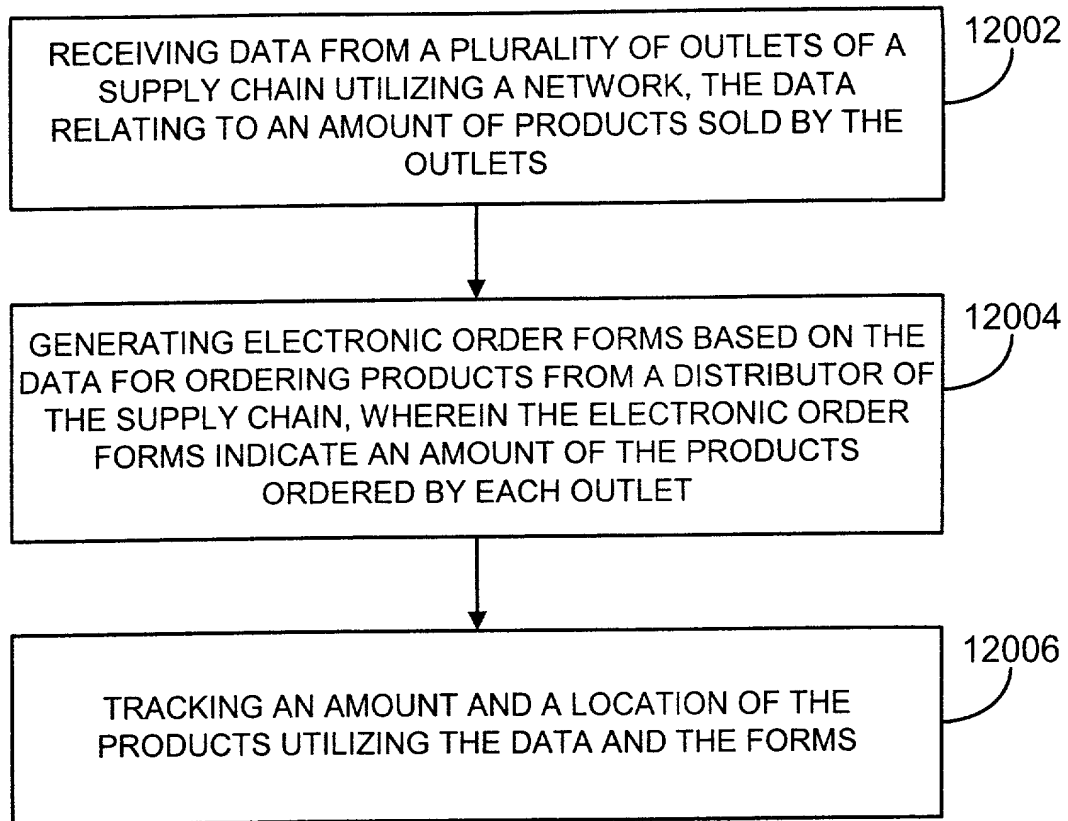 12002
RECEIVING DATA FROM A PLURALITY OF OUTLETS OF A
SUPPLY CHAIN UTILIZING A NETWORK, THE DATA
RELATING TO AN AMOUNT OF PRODUCTS SOLD BY THE
OUTLETS
12004
GENERATING ELECTRONIC ORDER FORMS BASED ON THE
DATA FOR ORDERING PRODUCTS FROM A DISTRIBUTOR OF
THE SUPPLY CHAIN, WHEREIN THE ELECTRONIC ORDER
FORMS INDICATE AN AMOUNT OF THE PRODUCTS
ORDERED BY EACH OUTLET
12006
TRACKING AN AMOUNT AND A LOCATION OF THE
PRODUCTS UTILIZING THE DATA AND THE FORMS